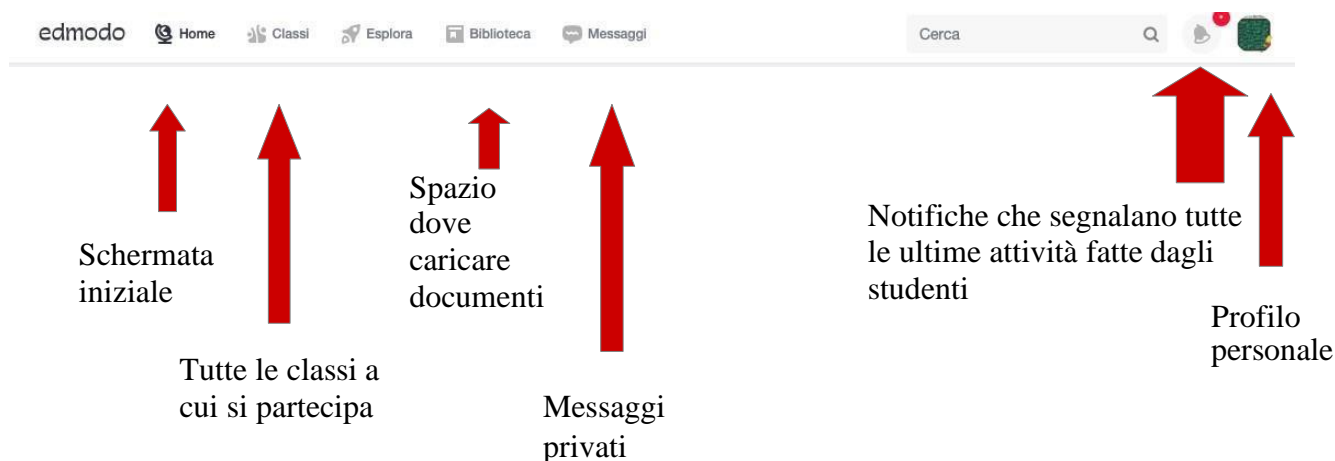 edmodo Home Classi Esplora Biblioteca Messaggi Cerca
Schermata
iniziale
Tutte le classi a
cui si partecipa
Spazio
dove
caricare
documenti
Messaggi
privati
Notifiche che segnalano tutte
le ultime attività fatte dagli
studenti
Profilo
personale